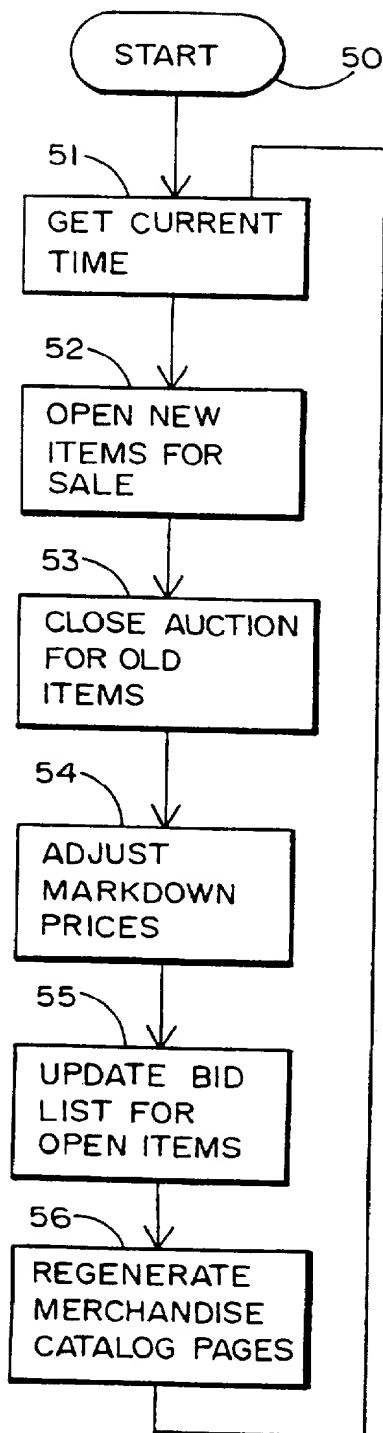 START
50
51
GET CURRENT
TIME
52
OPEN NEW
ITEMS FOR
SALE
53
CLOSE AUCTION
FOR OLD
ITEMS
54
ADJUST
MARKDOWN
PRICES
55
UPDATE BID
LIST FOR
OPEN ITEMS
56
REGENERATE
MERCHANDISE
CATALOG PAGES